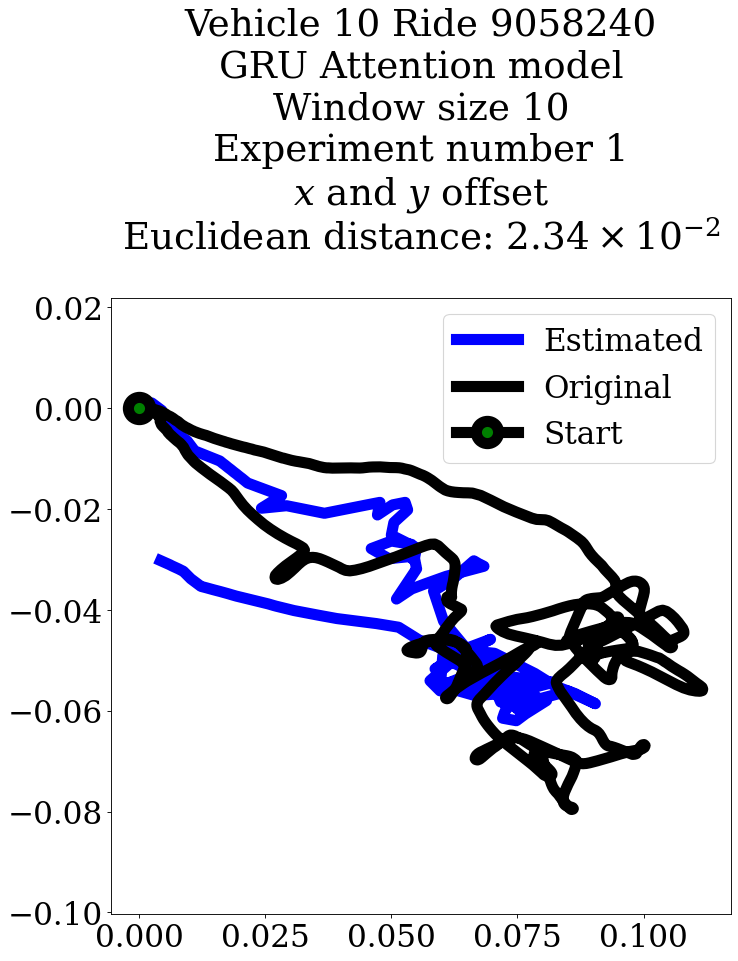 Vehicle 10 Ride 9058240
GRU Attention model
Window size 10
Experiment number 1
x and y offset
Euclidean distance: 2.34 × 10⁻²
Estimated
Original
Start
0.02
0.00
−0.02
−0.04
−0.06
−0.08
−0.10
0.000 0.025 0.050 0.075 0.100